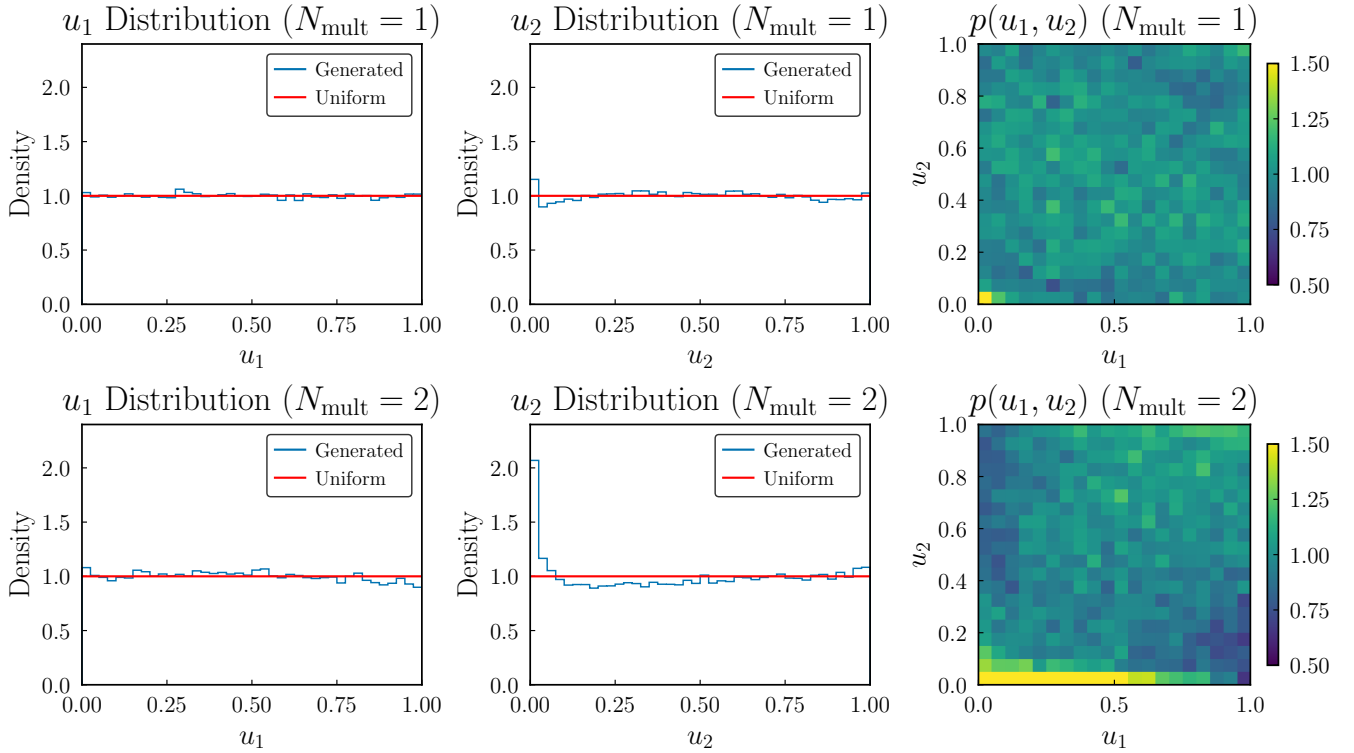 u₁ Distribution (N_mult = 1)
Density
2.0
1.5
1.0
0.5
0.0
0.00 0.25 0.50 0.75 1.00
u₁
Generated
Uniform
u₂ Distribution (N_mult = 1)
Density
2.0
1.5
1.0
0.5
0.0
0.00 0.25 0.50 0.75 1.00
u₂
Generated
Uniform
p(u₁, u₂) (N_mult = 1)
u₂
1.0
0.8
0.6
0.4
0.2
0.0
0.0 0.5 1.0
u₁
1.50
1.25
1.00
0.75
0.50
u₁ Distribution (N_mult = 2)
Density
2.0
1.5
1.0
0.5
0.0
0.00 0.25 0.50 0.75 1.00
u₁
Generated
Uniform
u₂ Distribution (N_mult = 2)
Density
2.0
1.5
1.0
0.5
0.0
0.00 0.25 0.50 0.75 1.00
u₂
Generated
Uniform
p(u₁, u₂) (N_mult = 2)
u₂
1.0
0.8
0.6
0.4
0.2
0.0
0.0 0.5 1.0
u₁
1.50
1.25
1.00
0.75
0.50